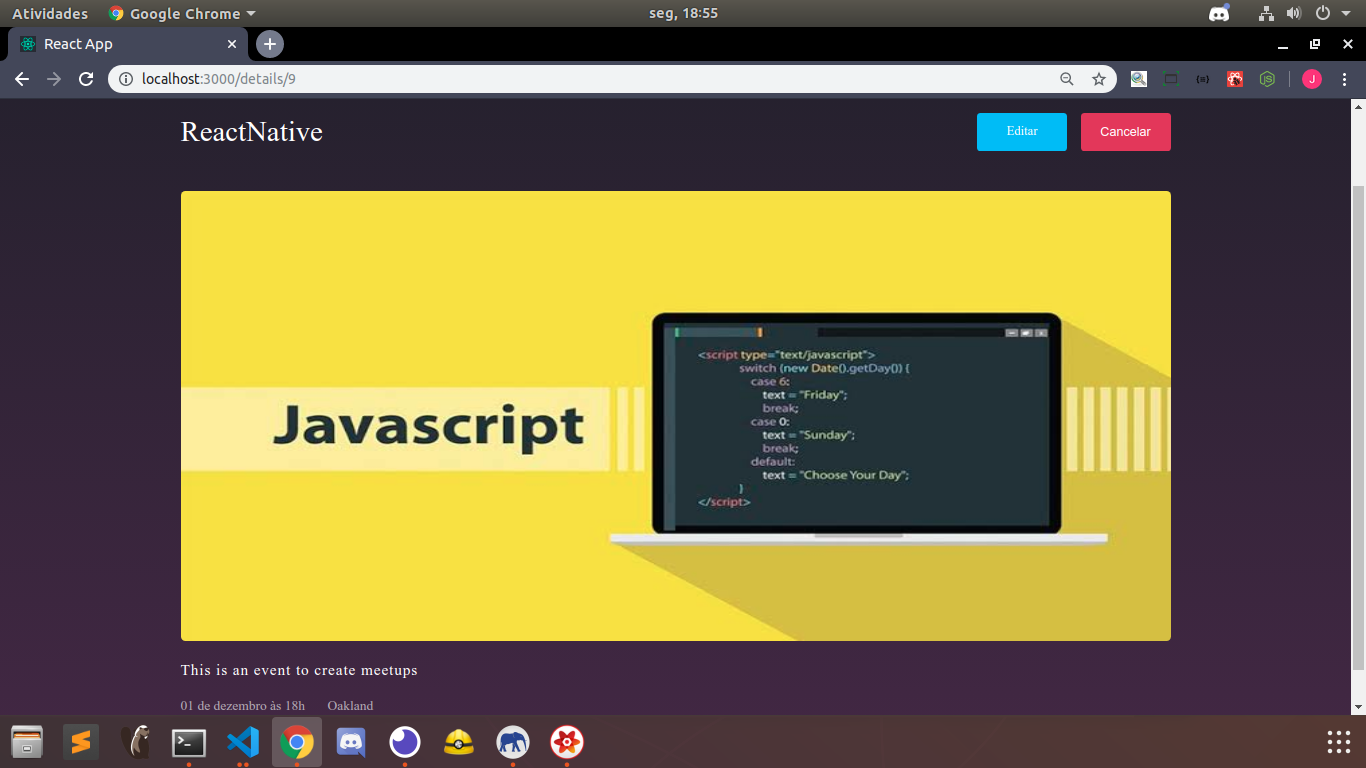 Atividades Google Chrome seg, 18:55
React App
localhost:3000/details/9 J
ReactNative Editar Cancelar
Javascript
<script type="text/javascript">
switch (new Date().getDay()) {
case 6:
text = "Friday";
break;
case 0:
text = "Sunday";
break;
default:
text = "Choose Your Day";
}
</script>
This is an event to create meetups
01 de dezembro às 18h Oakland